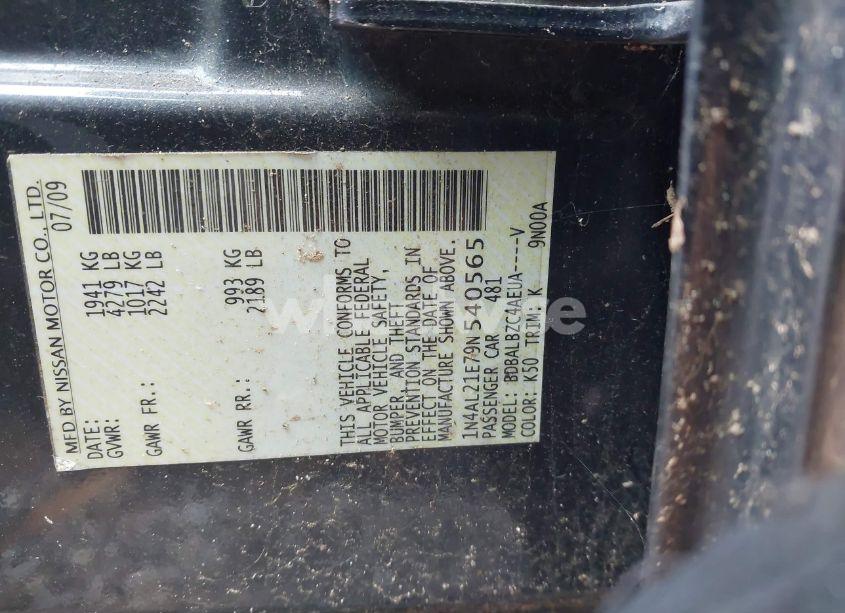 MFD BY NISSAN MOTOR CO., LTD.
DATE: 07/09
GVWR: 1941 KG
4279 LB
GAWR FR.: 1017 KG
2242 LB
GAWR RR.: 993 KG
2189 LB
THIS VEHICLE CONFORMS TO
ALL APPLICABLE FEDERAL
MOTOR VEHICLE SAFETY,
BUMPER, AND THEFT
PREVENTION STANDARDS IN
EFFECT ON THE DATE OF
MANUFACTURE SHOWN ABOVE.
1N4AL21E79N540565
PASSENGER CAR 481
MODEL: BDBALBZC4AEUA----V
COLOR: K50 TRIM: K 9N00A